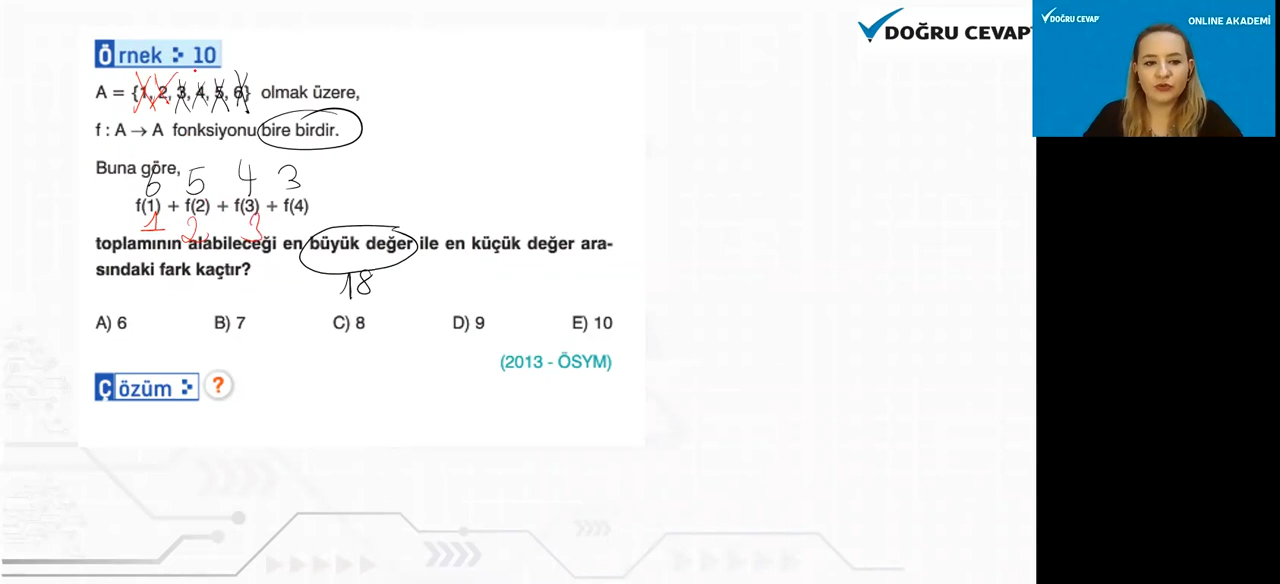 DOĞRU CEVAP
DOĞRU CEVAP
ONLINE AKADEMİ
Örnek 10
A = {1, 2, 3, 4, 5, 6} olmak üzere,
f : A → A fonksiyonu bire birdir.
Buna göre,
6 5 4 3
f(1) + f(2) + f(3) + f(4)
1 2 3
toplamının alabileceği en büyük değer ile en küçük değer ara-
sındaki fark kaçtır?
18
A) 6 B) 7 C) 8 D) 9 E) 10
(2013 - ÖSYM)
Çözüm ?